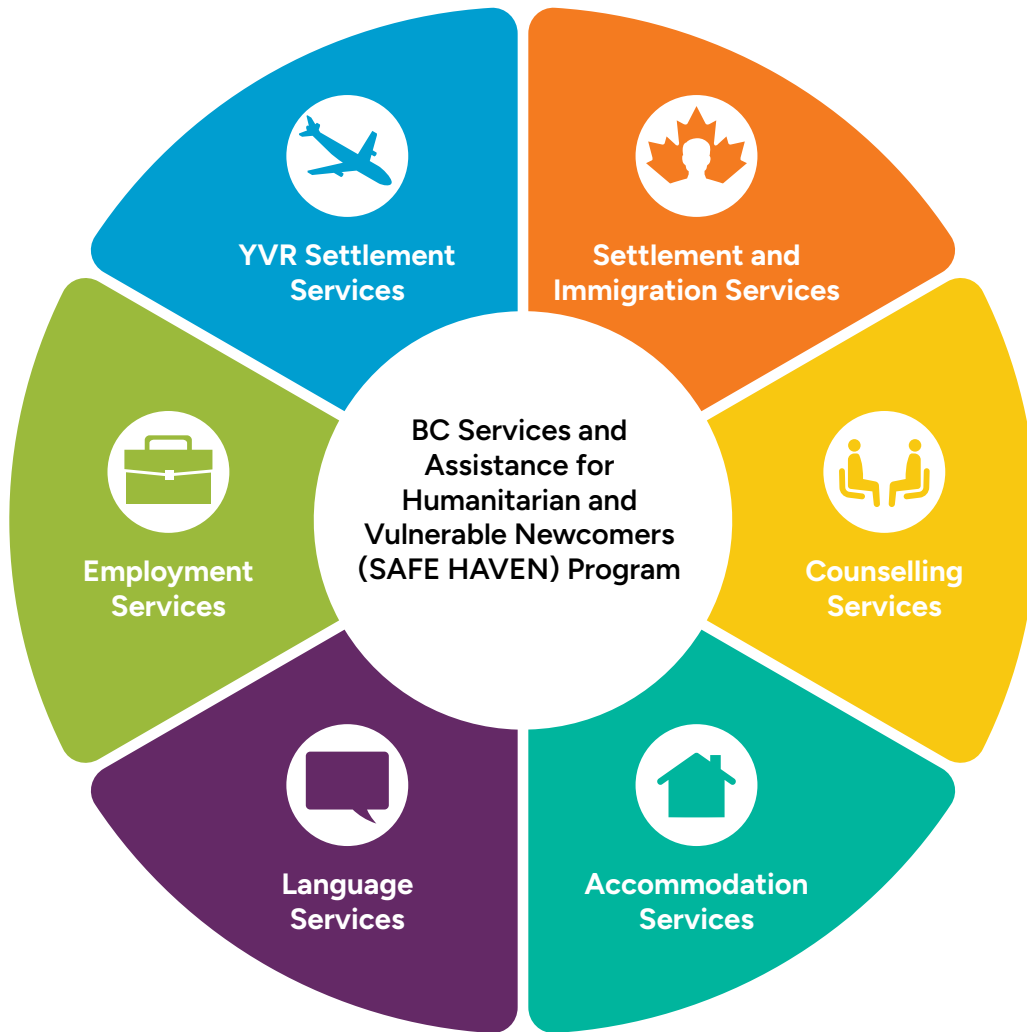 YVR Settlement
Services
Settlement and
Immigration Services
Employment
Services
BC Services and
Assistance for
Humanitarian and
Vulnerable Newcomers
(SAFE HAVEN) Program
Counselling
Services
Language
Services
Accommodation
Services